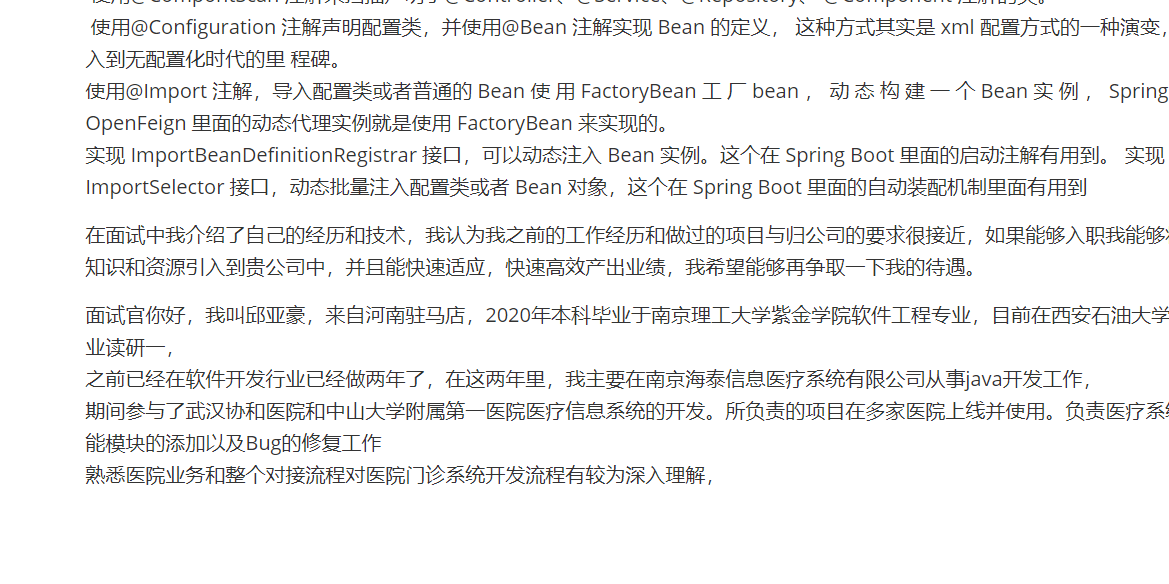 使用@Configuration 注解声明配置类，并使用@Bean 注解实现 Bean 的定义， 这种方式其实是 xml 配置方式的一种演变，
入到无配置化时代的里 程碑。
使用@Import 注解，导入配置类或者普通的 Bean 使 用 FactoryBean 工 厂 bean ， 动 态 构 建 一 个 Bean 实 例 ， Spring
OpenFeign 里面的动态代理实例就是使用 FactoryBean 来实现的。
实现 ImportBeanDefinitionRegistrar 接口，可以动态注入 Bean 实例。这个在 Spring Boot 里面的启动注解有用到。 实现
ImportSelector 接口，动态批量注入配置类或者 Bean 对象，这个在 Spring Boot 里面的自动装配机制里面有用到
在面试中我介绍了自己的经历和技术，我认为我之前的工作经历和做过的项目与归公司的要求很接近，如果能够入职我能够
知识和资源引入到贵公司中，并且能快速适应，快速高效产出业绩，我希望能够再争取一下我的待遇。
面试官你好，我叫邱亚豪，来自河南驻马店，2020年本科毕业于南京理工大学紫金学院软件工程专业，目前在西安石油大学
业读研一，
之前已经在软件开发行业已经做两年了，在这两年里，我主要在南京海泰信息医疗系统有限公司从事java开发工作，
期间参与了武汉协和医院和中山大学附属第一医院医疗信息系统的开发。所负责的项目在多家医院上线并使用。负责医疗系
能模块的添加以及Bug的修复工作
熟悉医院业务和整个对接流程对医院门诊系统开发流程有较为深入理解，